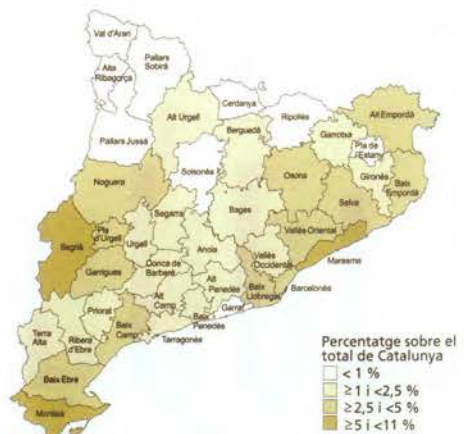 Val d'Aran
Pallars
Sobirà
Alta
Ribagorça
Cerdanya
Alt Urgell
Ripollès
Alt Empordà
Berguedà
Garrotxa
Pla de
l'Estany
Pallars Jussà
Solsonès
Gironès
Noguera
Osona
Baix
Empordà
Bages
Selva
Segarra
Pla
d'Urgell
Urgell
Vallès Oriental
Segrià
Anoia
Vallès
Occidental
Conca de
Barberà
Maresme
Garrigues
Alt
Penedès
Baix
Llobregat
Barcelonès
Alt
Camp
Garraf
Priorat
Baix
Penedès
Baix
Camp
Terra
Alta
Ribera
d'Ebre
Tarragonès
Baix Ebre
Montsià
Percentatge sobre el
total de Catalunya
< 1 %
≥ 1 i <2,5 %
≥ 2,5 i <5 %
≥ 5 i <11 %